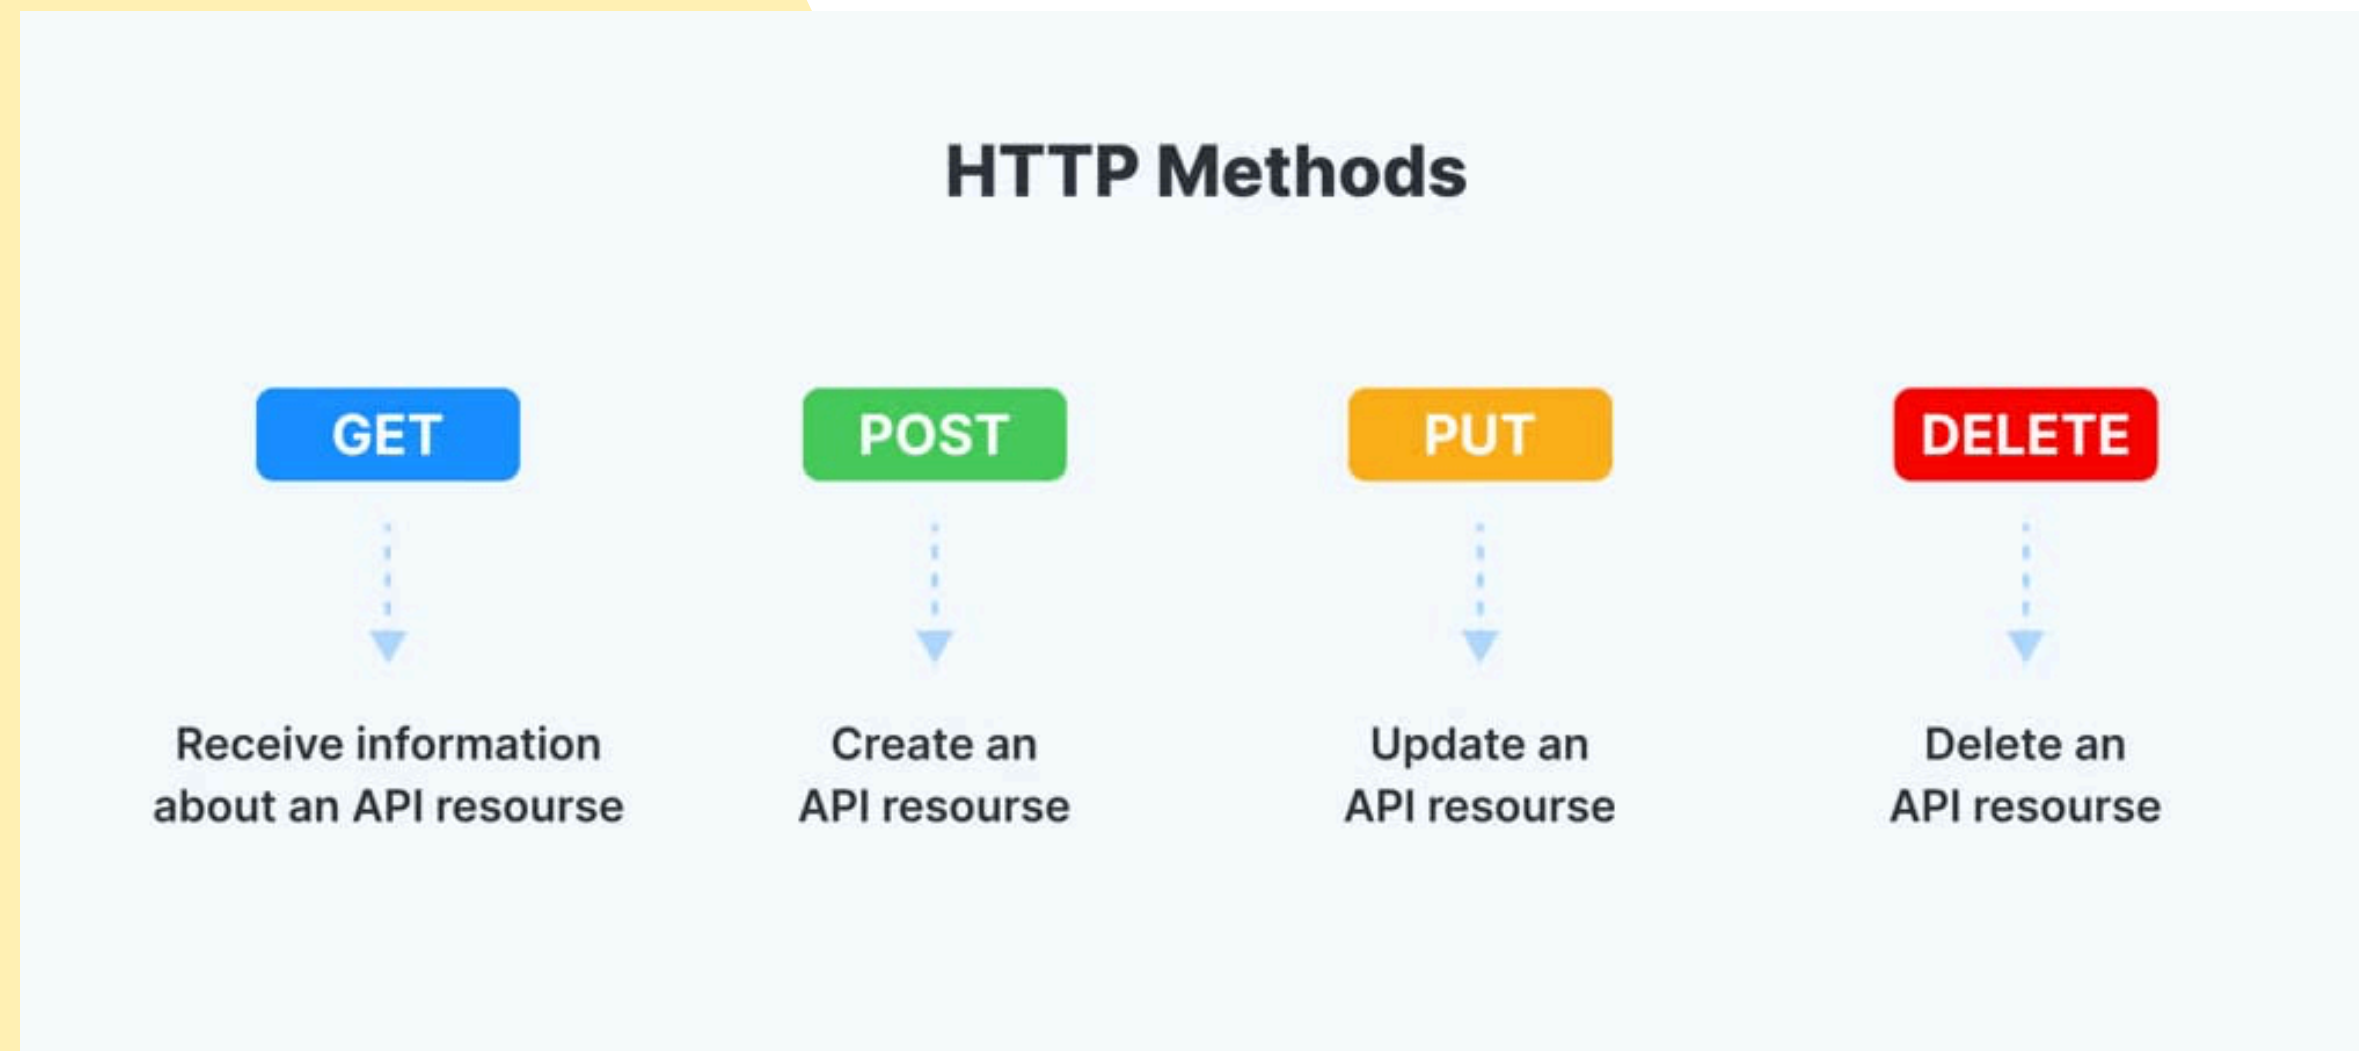 HTTP Methods
GET
POST
PUT
DELETE
Receive information
about an API resourse
Create an
API resourse
Update an
API resourse
Delete an
API resourse